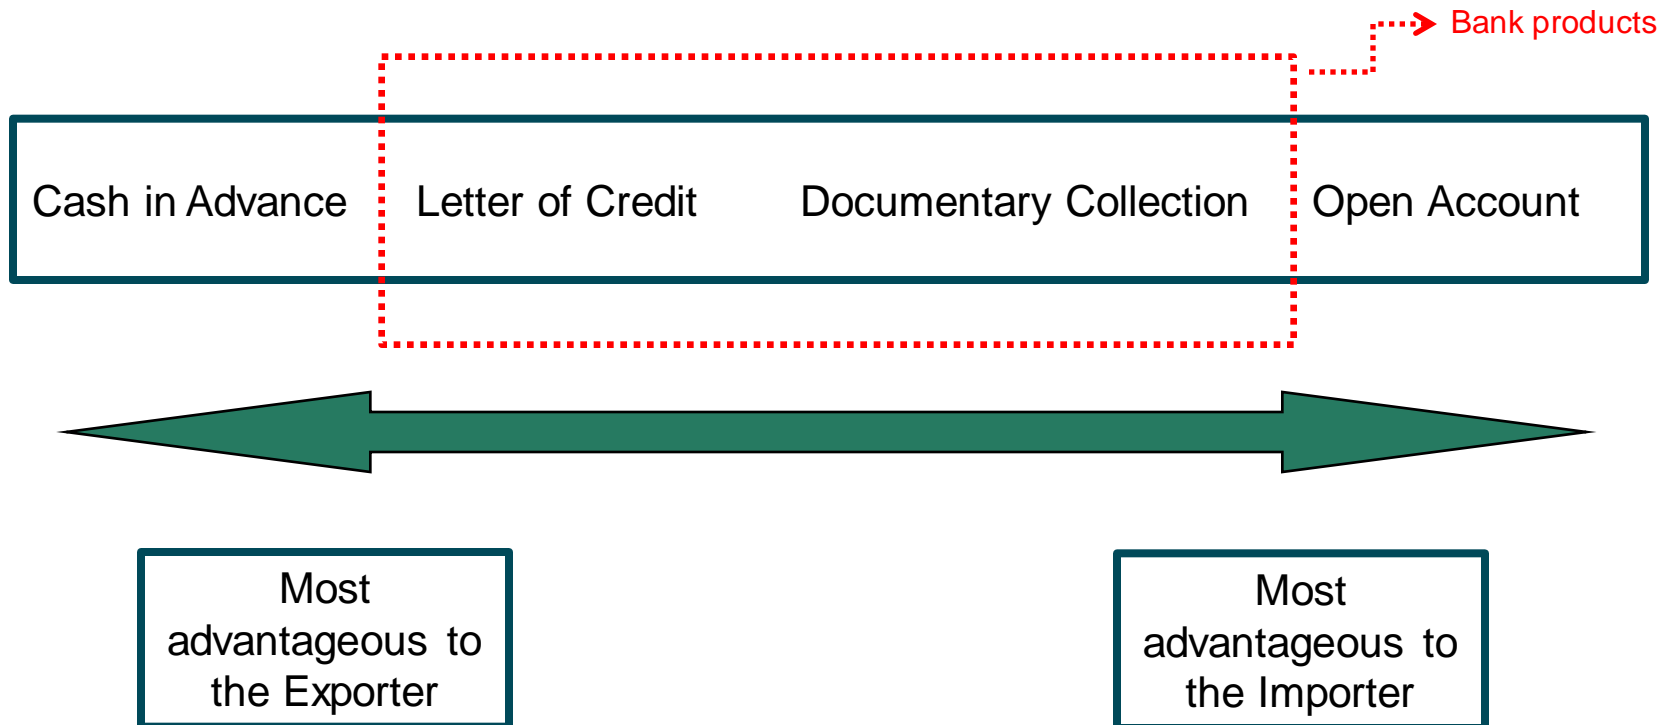 Bank products
Cash in Advance
Letter of Credit
Documentary Collection
Open Account
Most
advantageous to
the Exporter
Most
advantageous to
the Importer